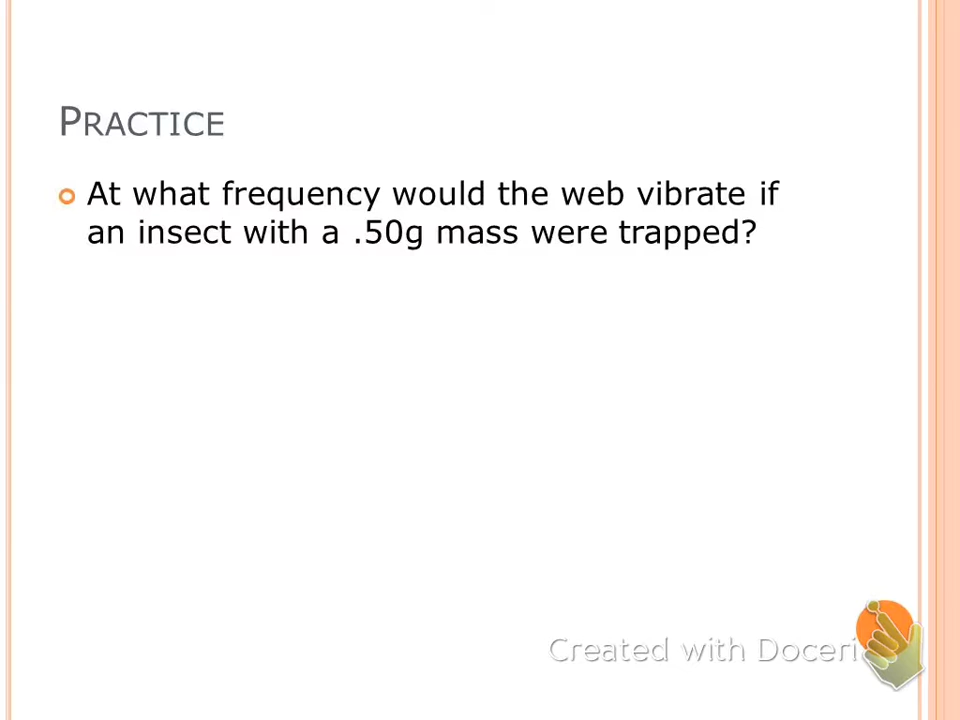 PRACTICE
At what frequency would the web vibrate if
an insect with a .50g mass were trapped?
Created with Doceri